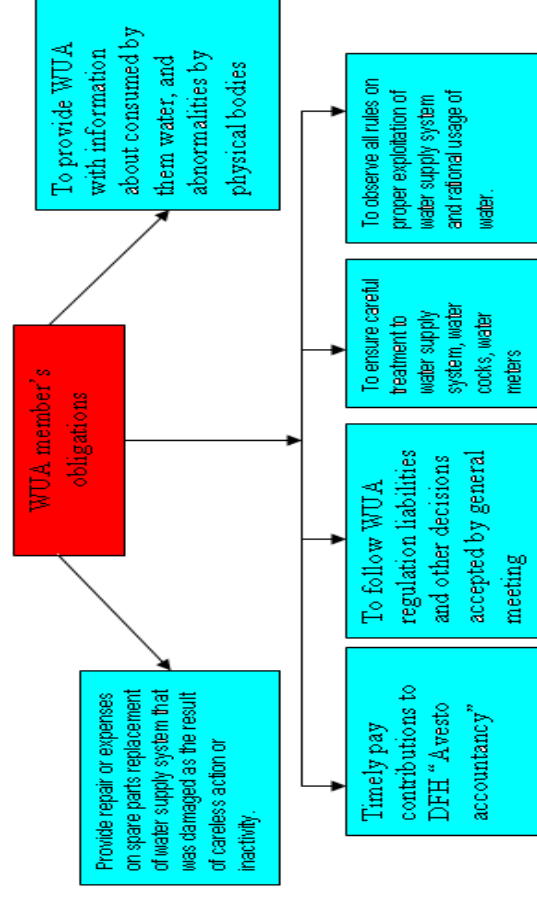 WUA member's
obligations
Provide repair or expenses
on spare parts replacement
of water supply system that
was damaged as the result
of careless action or
inactivity.
To provide WUA
with information
about consumed by
them water, and
abnormalities by
physical bodies
Timely pay
contributions to
DFH “Avesto
accountancy”
To follow WUA
regulation liabilities
and other decisions
accepted by general
meeting
To ensure careful
treatment to
water supply
system, water
cocks, water
meters
To observe all rules on
proper exploitation of
water supply system
and rational usage of
water.